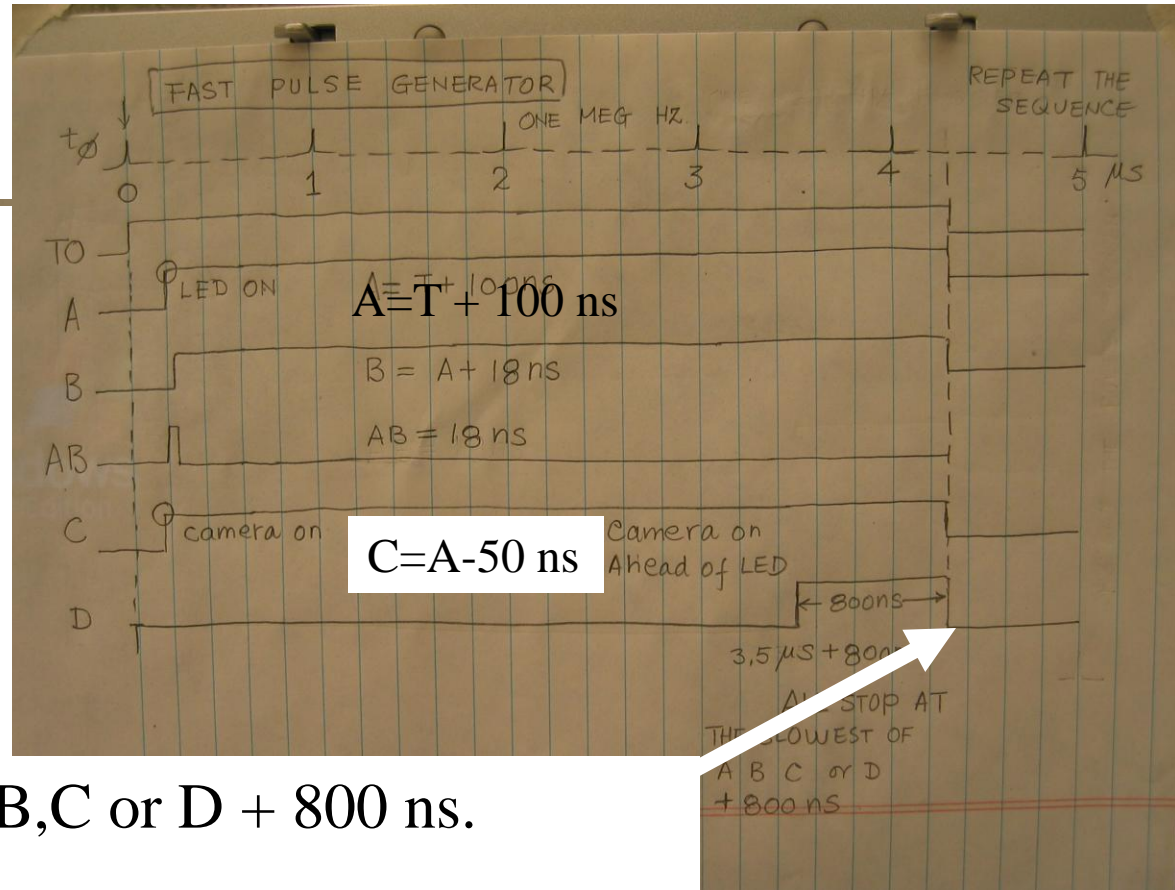 FAST PULSE GENERATOR
REPEAT THE
SEQUENCE
ONE MEG HZ.
tø
0 1 2 3 4 5 µS
TO
A
LED ON
A=T + 100 ns
B
B = A + 18 ns
AB
AB = 18 ns
C
camera on
C=A-50 ns
Camera on
Ahead of LED
D
800ns
3.5 µS + 800
STOP AT
THE SLOWEST OF
A B C or D
+ 800 nS
B,C or D + 800 ns.